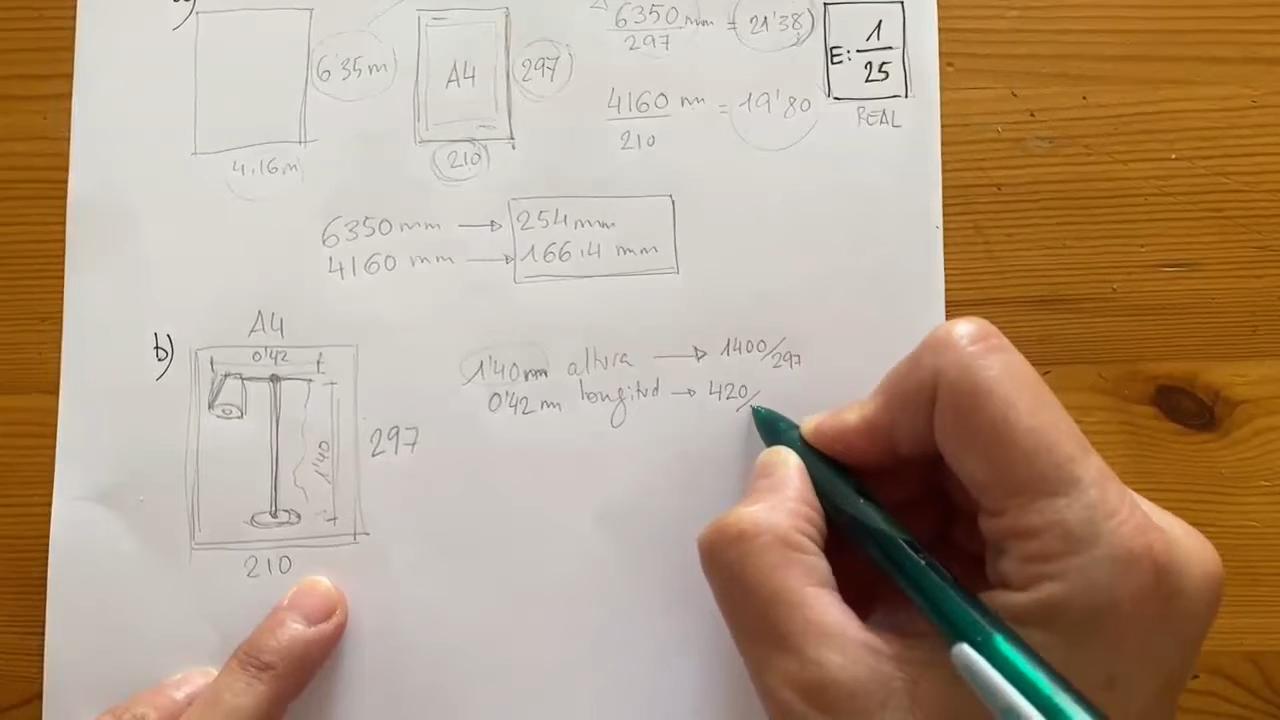 a)
6'35m
4.16m
A4
297
210
6350 mm / 297 = 21'38
4160 m / 210 = 19'80
E: 1/25
REAL
6350 mm → 254 mm
4160 mm → 166.4 mm
b)
A4
0'42
1'40
297
210
1'40m altura → 1400/297
0'42 m longitud → 420/